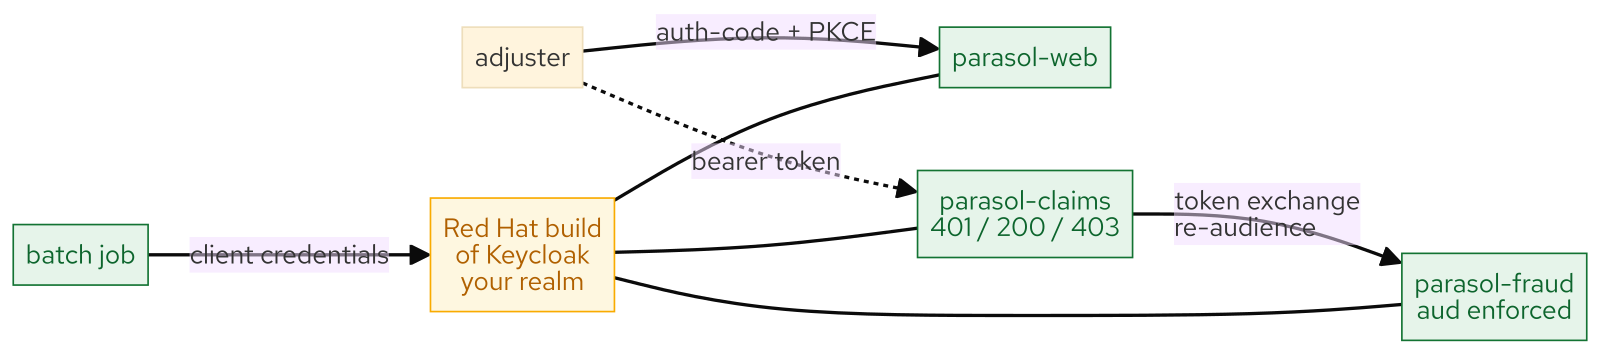 adjuster
auth-code + PKCE
parasol-web
bearer token
batch job
client credentials
Red Hat build
of Keycloak
your realm
parasol-claims
401 / 200 / 403
token exchange
re-audience
parasol-fraud
aud enforced